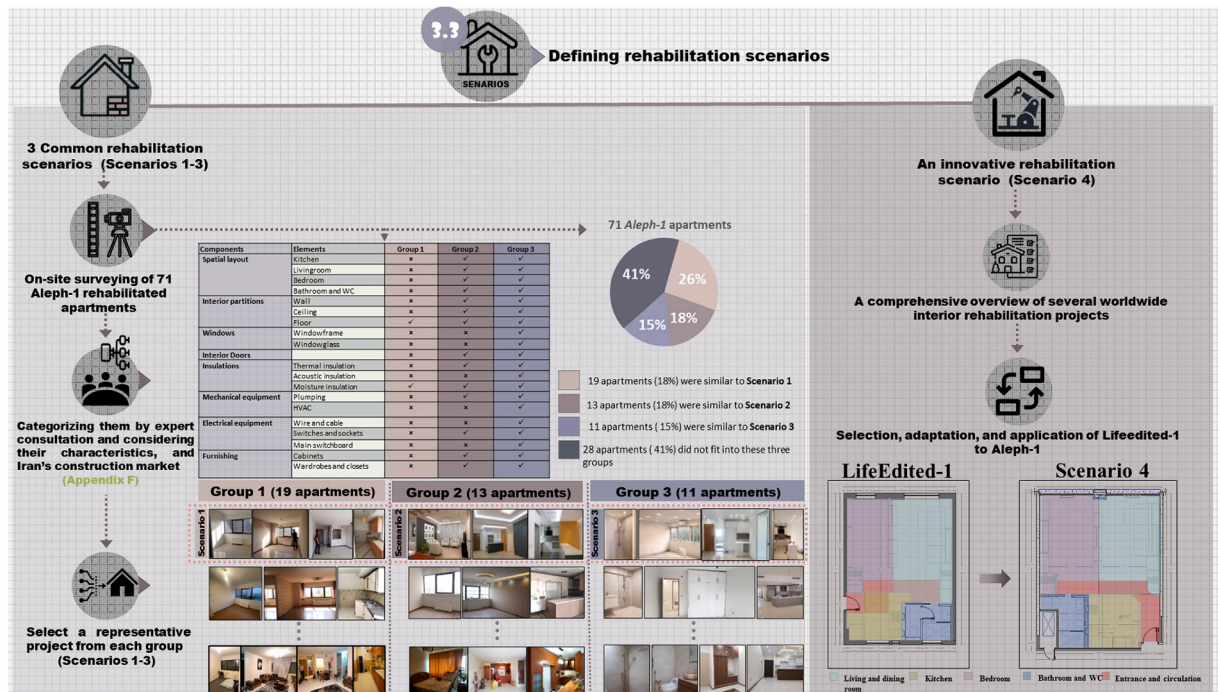 3.3
SENARIOS
Defining rehabilitation scenarios
3 Common rehabilitation
scenarios (Scenarios 1-3)
On-site surveying of 71
Aleph-1 rehabilitated
apartments
Categorizing them by expert
consultation and considering
their characteristics, and
Iran's construction market
(Appendix F)
Select a representative
project from each group
(Scenarios 1-3)
Components Elements Group 1 Group 2 Group 3
Spatial layout Kitchen × ✓ ✓
Livingroom × ✓ ✓
Bedroom × ✓ ✓
Bathroom and WC × ✓ ✓
Interior partitions Wall × ✓ ✓
Ceiling × ✓ ✓
Floor ✓ ✓ ✓
Windows Windowframe × × ✓
Windowglass × × ✓
Interior Doors × ✓ ✓
Insulations Thermal insulation × ✓ ✓
Acoustic insulation × × ✓
Moisture insulation ✓ ✓ ✓
Mechanical equipment Plumping × ✓ ✓
HVAC × × ✓
Electrical equipment Wire and cable × × ✓
Switches and sockets × ✓ ✓
Main switchboard × × ✓
Furnishing Cabinets × ✓ ✓
Wardrobes and closets × ✓ ✓
71 Aleph-1 apartments
41%
26%
15%
18%
19 apartments (18%) were similar to Scenario 1
13 apartments (18%) were similar to Scenario 2
11 apartments ( 15%) were similar to Scenario 3
28 apartments ( 41%) did not fit into these three
groups
Group 1 (19 apartments)
Group 2 (13 apartments)
Group 3 (11 apartments)
Scenario 1
Scenario 2
Scenario 3
An innovative rehabilitation
scenario (Scenario 4)
A comprehensive overview of several worldwide
interior rehabilitation projects
Selection, adaptation, and application of Lifeedited-1
to Aleph-1
LifeEdited-1
Scenario 4
Living and dining
room
Kitchen
Bedroom
Bathroom and WC
Entrance and circulation